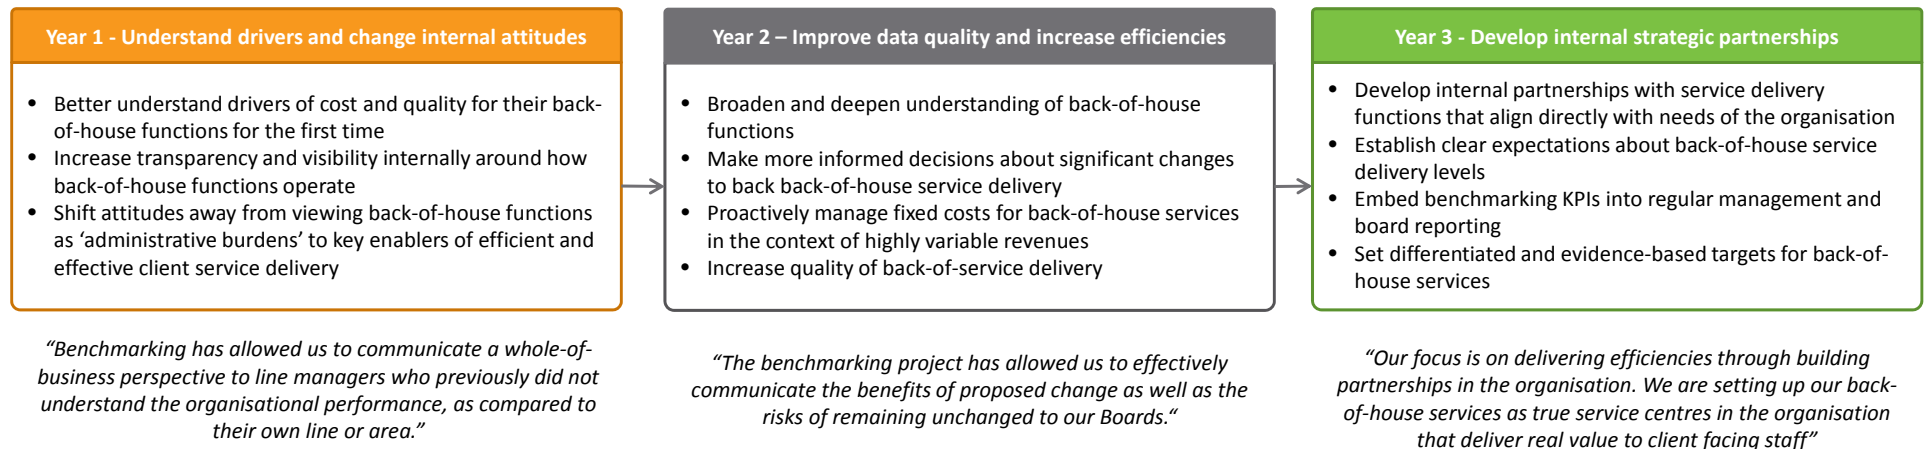 Year 1 - Understand drivers and change internal attitudes
• Better understand drivers of cost and quality for their back-
of-house functions for the first time
• Increase transparency and visibility internally around how
back-of-house functions operate
• Shift attitudes away from viewing back-of-house functions
as ‘administrative burdens’ to key enablers of efficient and
effective client service delivery
“Benchmarking has allowed us to communicate a whole-of-
business perspective to line managers who previously did not
understand the organisational performance, as compared to
their own line or area.”
Year 2 – Improve data quality and increase efficiencies
• Broaden and deepen understanding of back-of-house
functions
• Make more informed decisions about significant changes
to back back-of-house service delivery
• Proactively manage fixed costs for back-of-house services
in the context of highly variable revenues
• Increase quality of back-of-service delivery
“The benchmarking project has allowed us to effectively
communicate the benefits of proposed change as well as the
risks of remaining unchanged to our Boards.“
Year 3 - Develop internal strategic partnerships
• Develop internal partnerships with service delivery
functions that align directly with needs of the organisation
• Establish clear expectations about back-of-house service
delivery levels
• Embed benchmarking KPIs into regular management and
board reporting
• Set differentiated and evidence-based targets for back-of-
house services
“Our focus is on delivering efficiencies through building
partnerships in the organisation. We are setting up our back-
of-house services as true service centres in the organisation
that deliver real value to client facing staff”